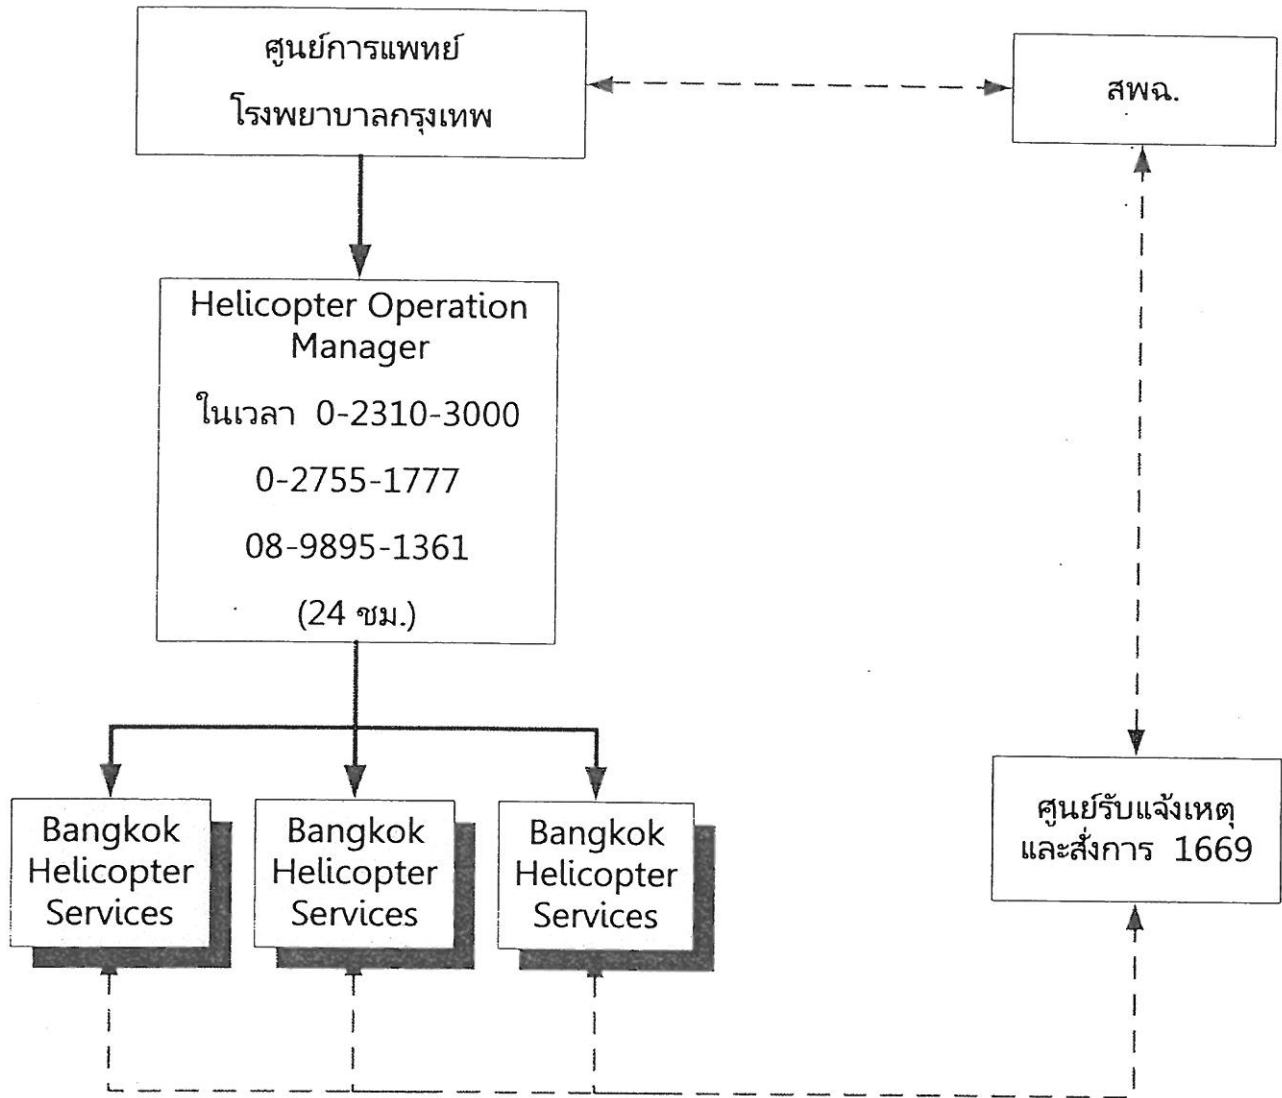 ศูนย์การแพทย์
โรงพยาบาลกรุงเทพ
สพฉ.
Helicopter Operation
Manager
ในเวลา 0-2310-3000
0-2755-1777
08-9895-1361
(24 ชม.)
Bangkok
Helicopter
Services
Bangkok
Helicopter
Services
Bangkok
Helicopter
Services
ศูนย์รับแจ้งเหตุ
และสั่งการ 1669